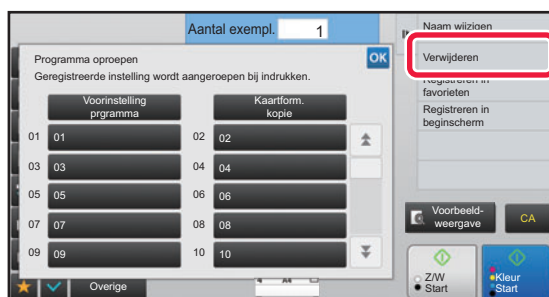 Aantal exempl. 1
Naam wijzigen
Programma oproepen
OK
Geregistreerde instelling wordt aangeroepen bij indrukken.
Verwijderen
Registreren in
favorieten
Registreren in
beginscherm
Voorinstelling
prgramma
Kaartform.
kopie
01 01
02 02
03 03
04 04
05 05
06 06
07 07
08 08
09 09
10 10
Voorbeeld-
weergave
CA
Z/W
Start
Kleur
Start
Overige
A4